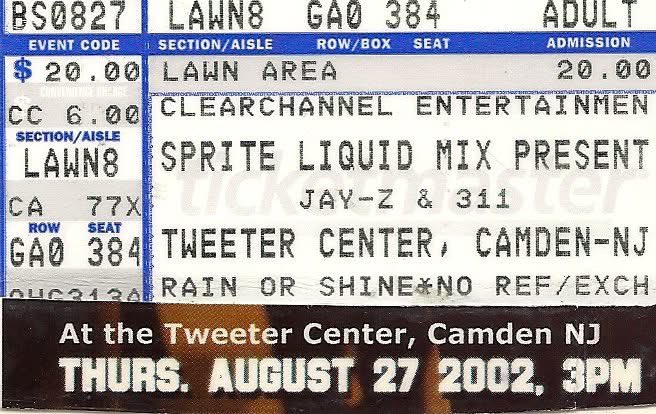 BS0827 LAWN8 GA0 384 ADULT
EVENT CODE SECTION/AISLE ROW/BOX SEAT ADMISSION
$ 20.00 LAWN AREA 20.00
CONVENIENCE CHARGE
CC 6.00 CLEARCHANNEL ENTERTAINMEN
SECTION/AISLE
LAWN8 SPRITE LIQUID MIX PRESENT
ticketmaster
CA 77X JAY-Z & 311
ROW SEAT
GA0 384 TWEETER CENTER, CAMDEN-NJ
RAIN OR SHINE*NO REF/EXCH
At the Tweeter Center, Camden NJ
THURS. AUGUST 27 2002, 3PM